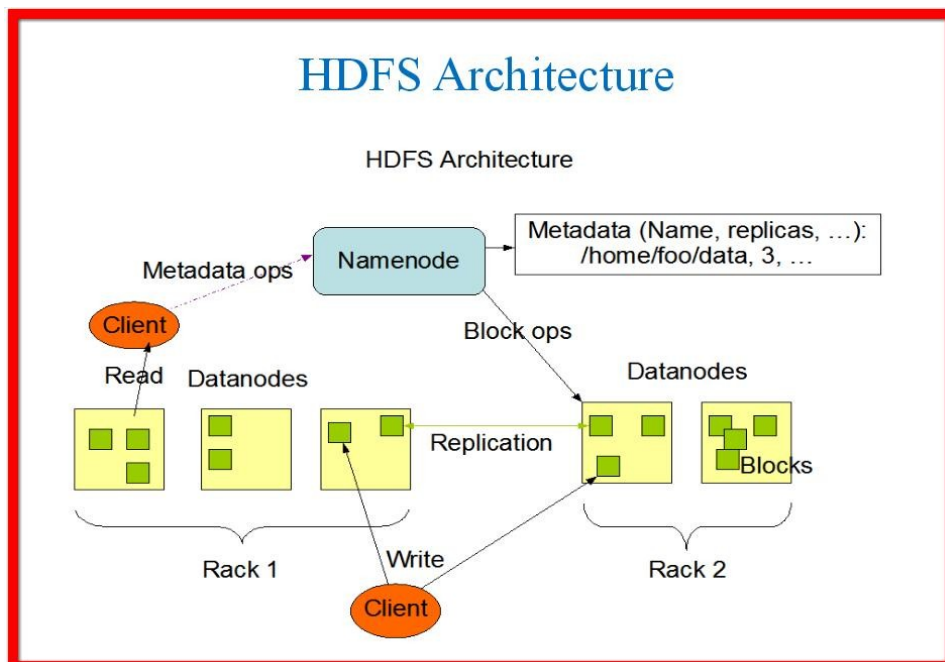 HDFS Architecture
HDFS Architecture
Metadata (Name, replicas, …):
/home/foo/data, 3, …
Namenode
Metadata ops
Client
Block ops
Read
Datanodes
Datanodes
Replication
Blocks
Rack 1
Write
Rack 2
Client